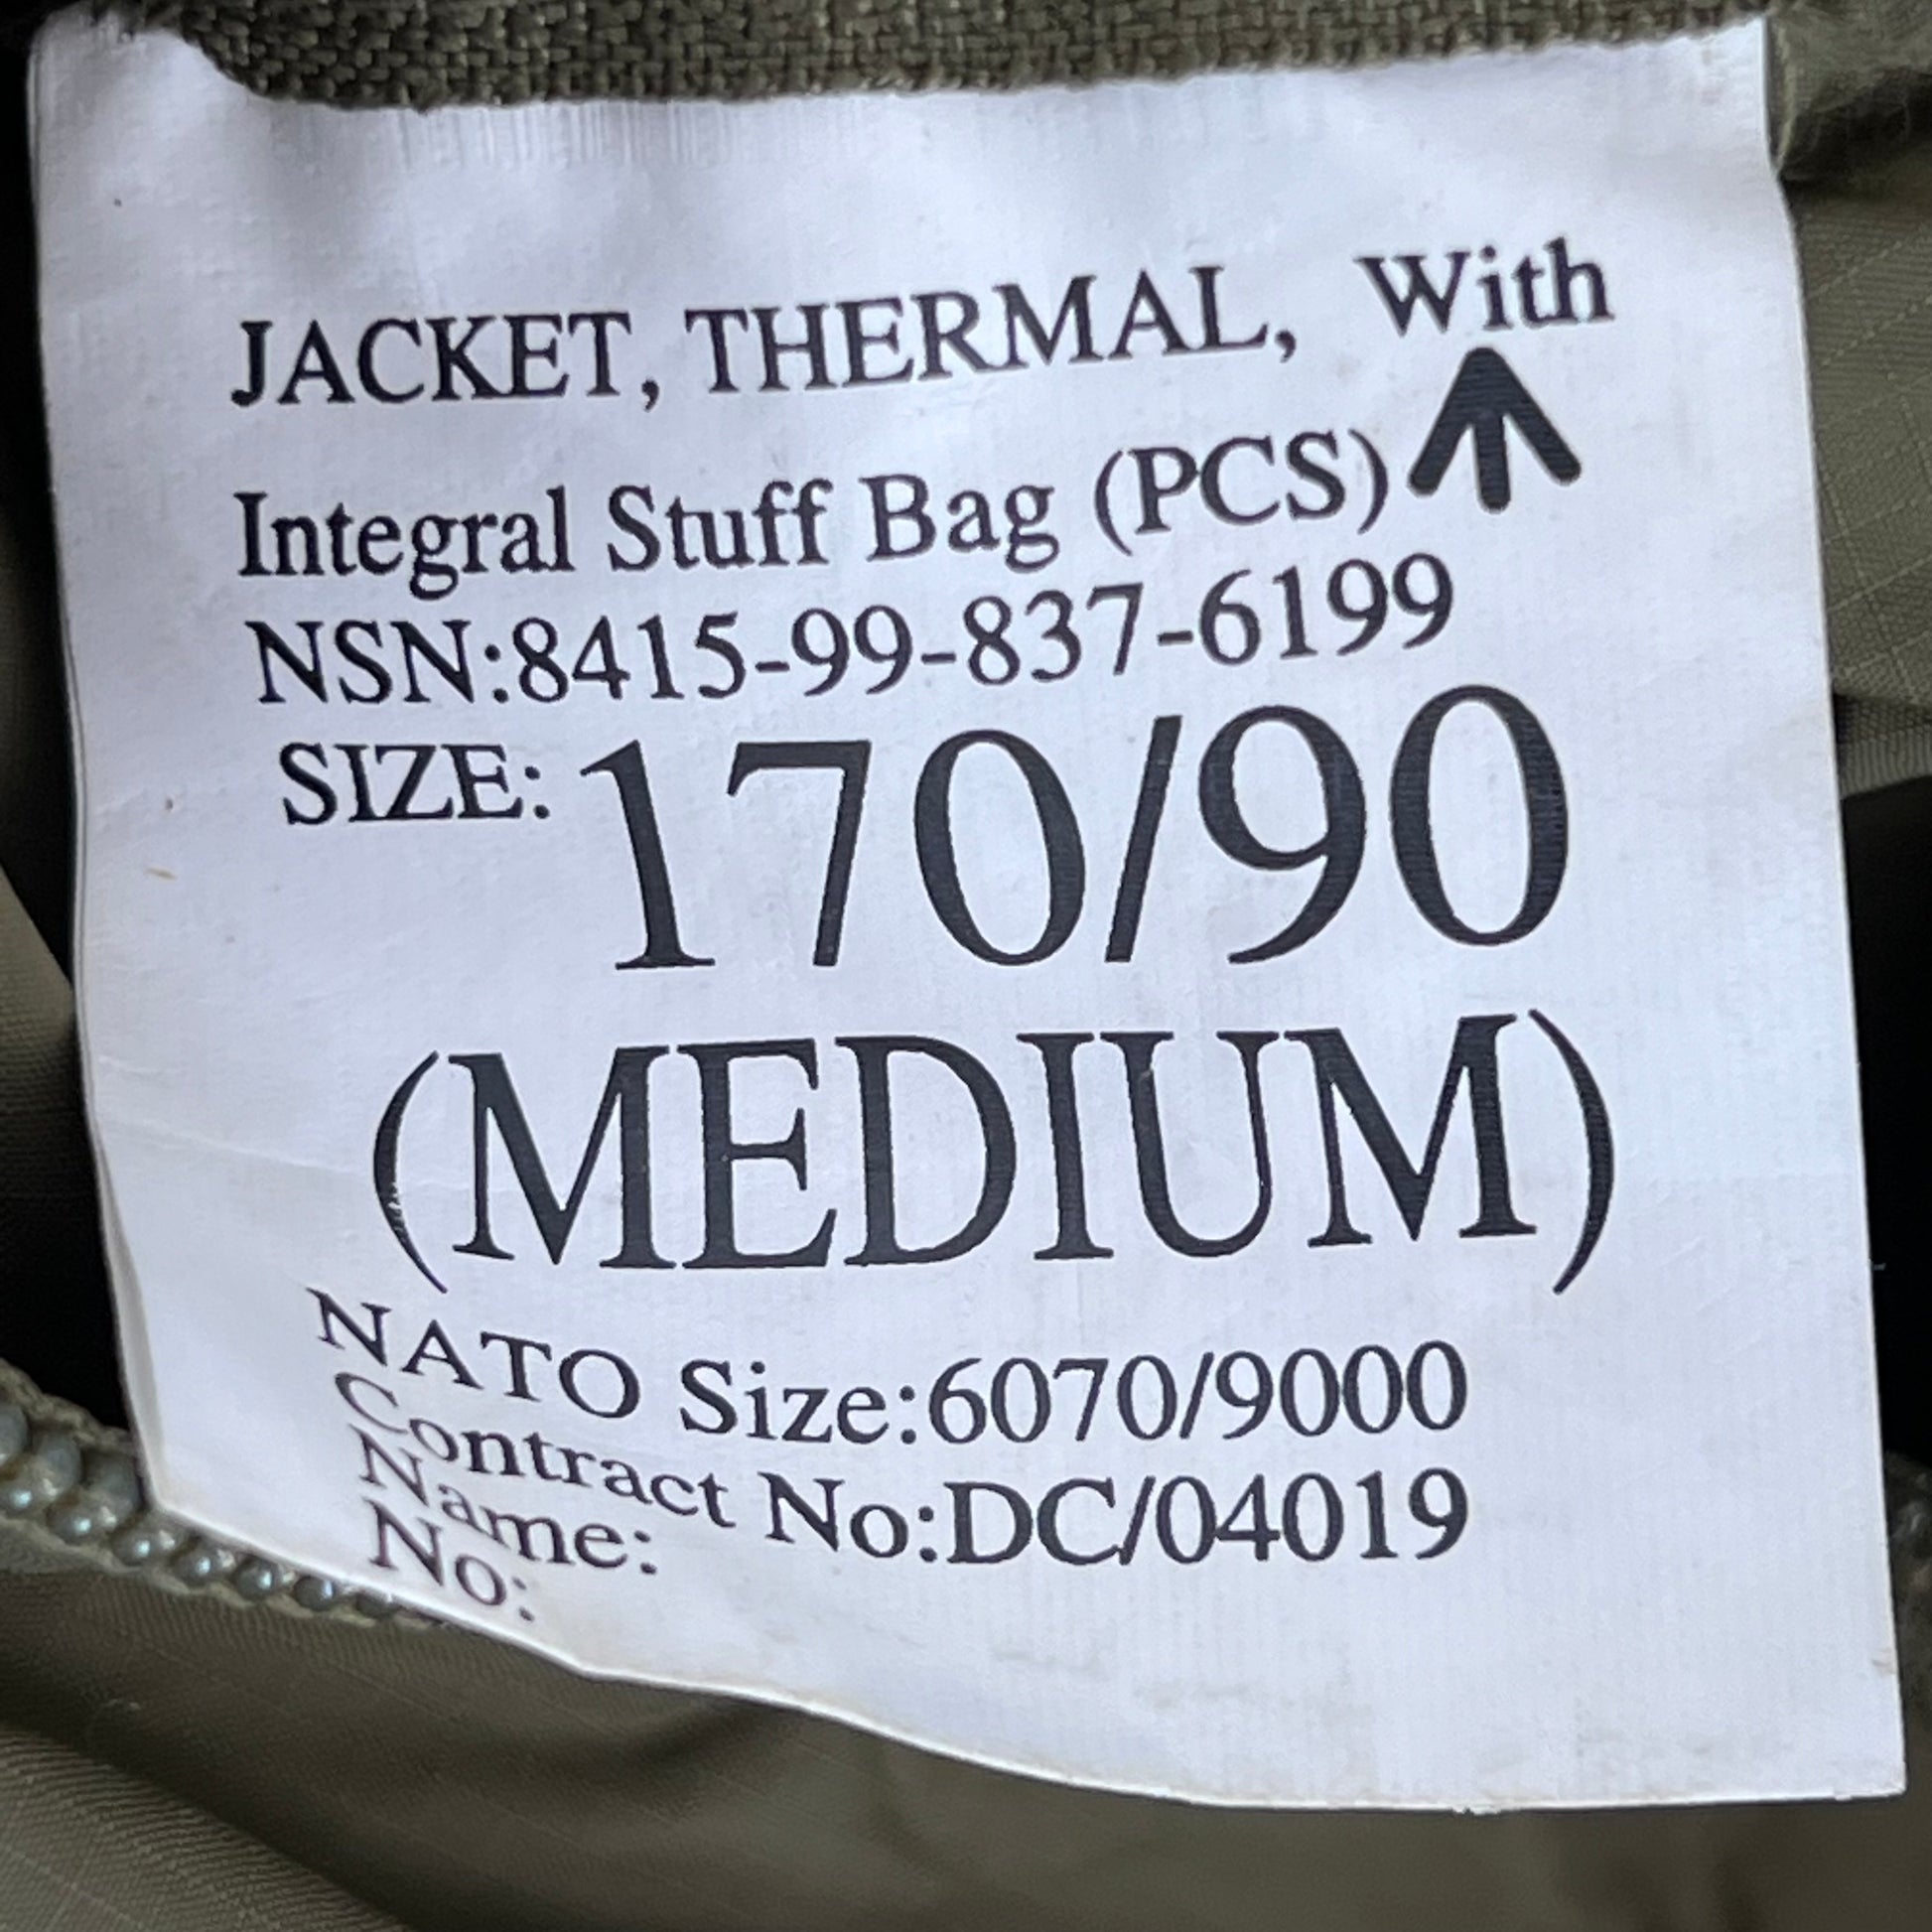 JACKET, THERMAL, With
Integral Stuff Bag (PCS)
NSN:8415-99-837-6199
SIZE: 170/90
(MEDIUM)
NATO Size:6070/9000
Contract No:DC/04019
Name:
No: